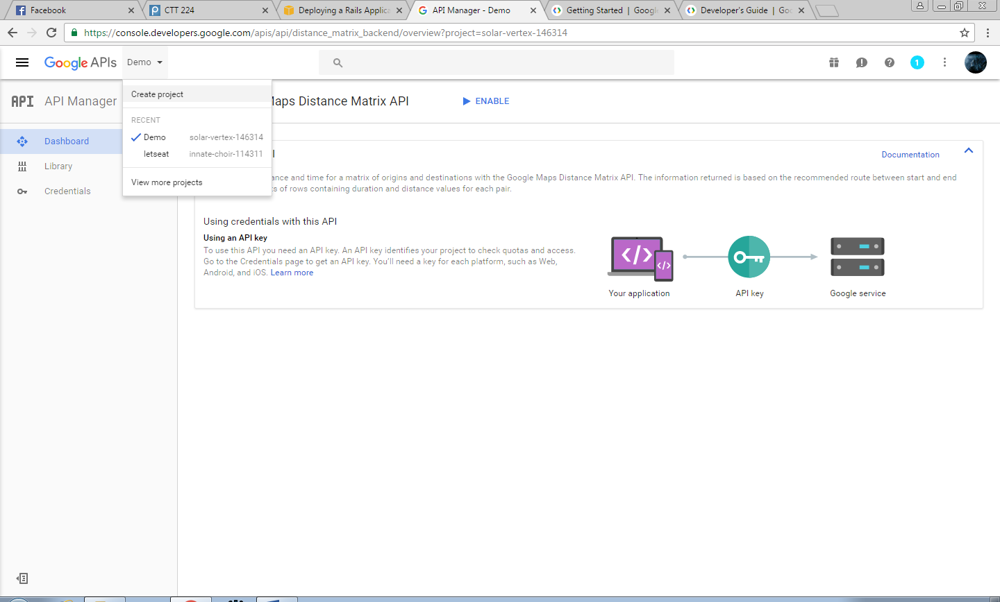 Facebook
CTT 224
Deploying a Rails Applica
API Manager - Demo
Getting Started | Googl
Developer's Guide | Goo
https://console.developers.google.com/apis/api/distance_matrix_backend/overview?project=solar-vertex-146314
Google APIs
Demo
1
API
API Manager
Maps Distance Matrix API
ENABLE
Create project
RECENT
Demo solar-vertex-146314
letseat innate-choir-114311
View more projects
Dashboard
Library
Credentials
Documentation
ance and time for a matrix of origins and destinations with the Google Maps Distance Matrix API. The information returned is based on the recommended route between start and end
ts of rows containing duration and distance values for each pair.
Using credentials with this API
Using an API key
To use this API you need an API key. An API key identifies your project to check quotas and access.
Go to the Credentials page to get an API key. You'll need a key for each platform, such as Web,
Android, and iOS. Learn more
</>
</>
Your application
API key
Google service